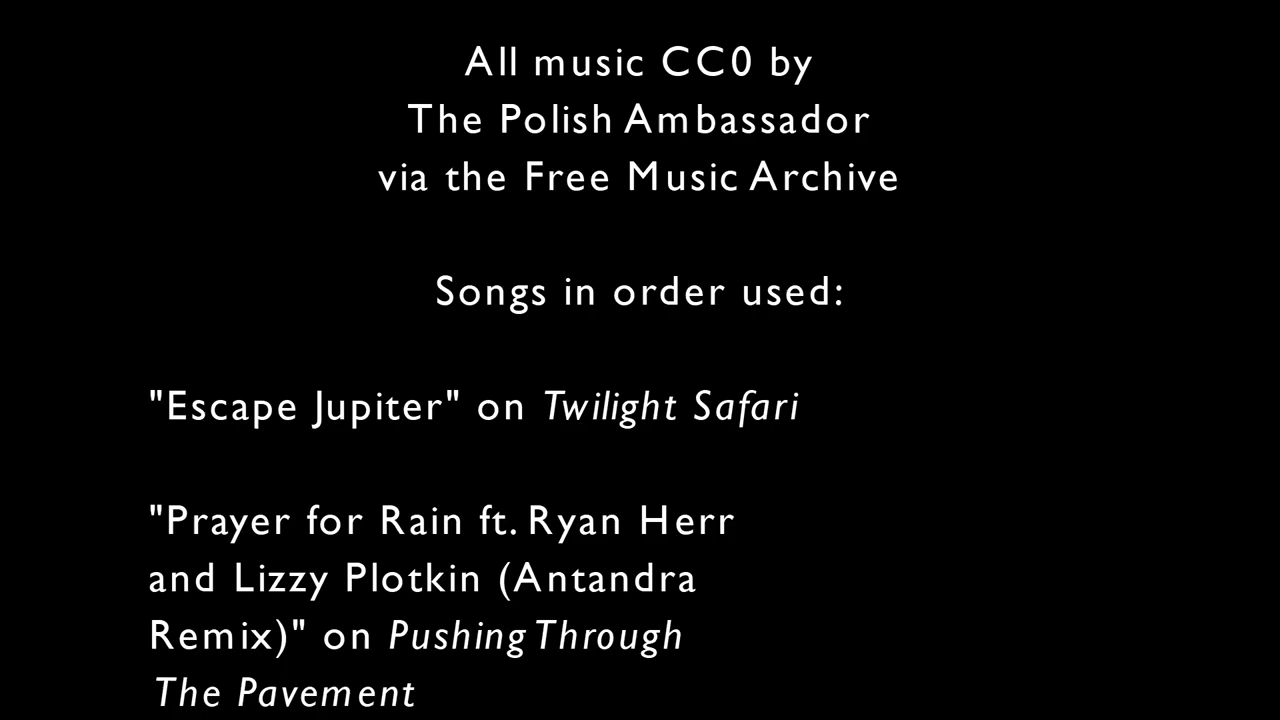 All music CC0 by
The Polish Ambassador
via the Free Music Archive
Songs in order used:
"Escape Jupiter" on Twilight Safari
"Prayer for Rain ft. Ryan Herr
and Lizzy Plotkin (Antandra
Remix)" on Pushing Through
The Pavement